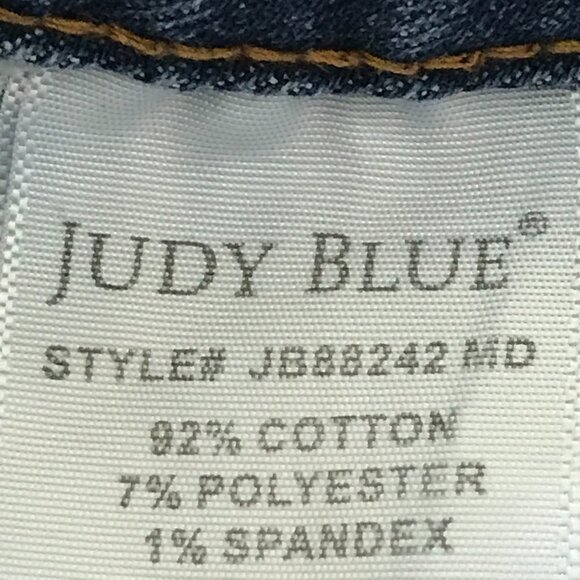 JUDY BLUE®
STYLE# JB88242 MD
92% COTTON
7% POLYESTER
1% SPANDEX